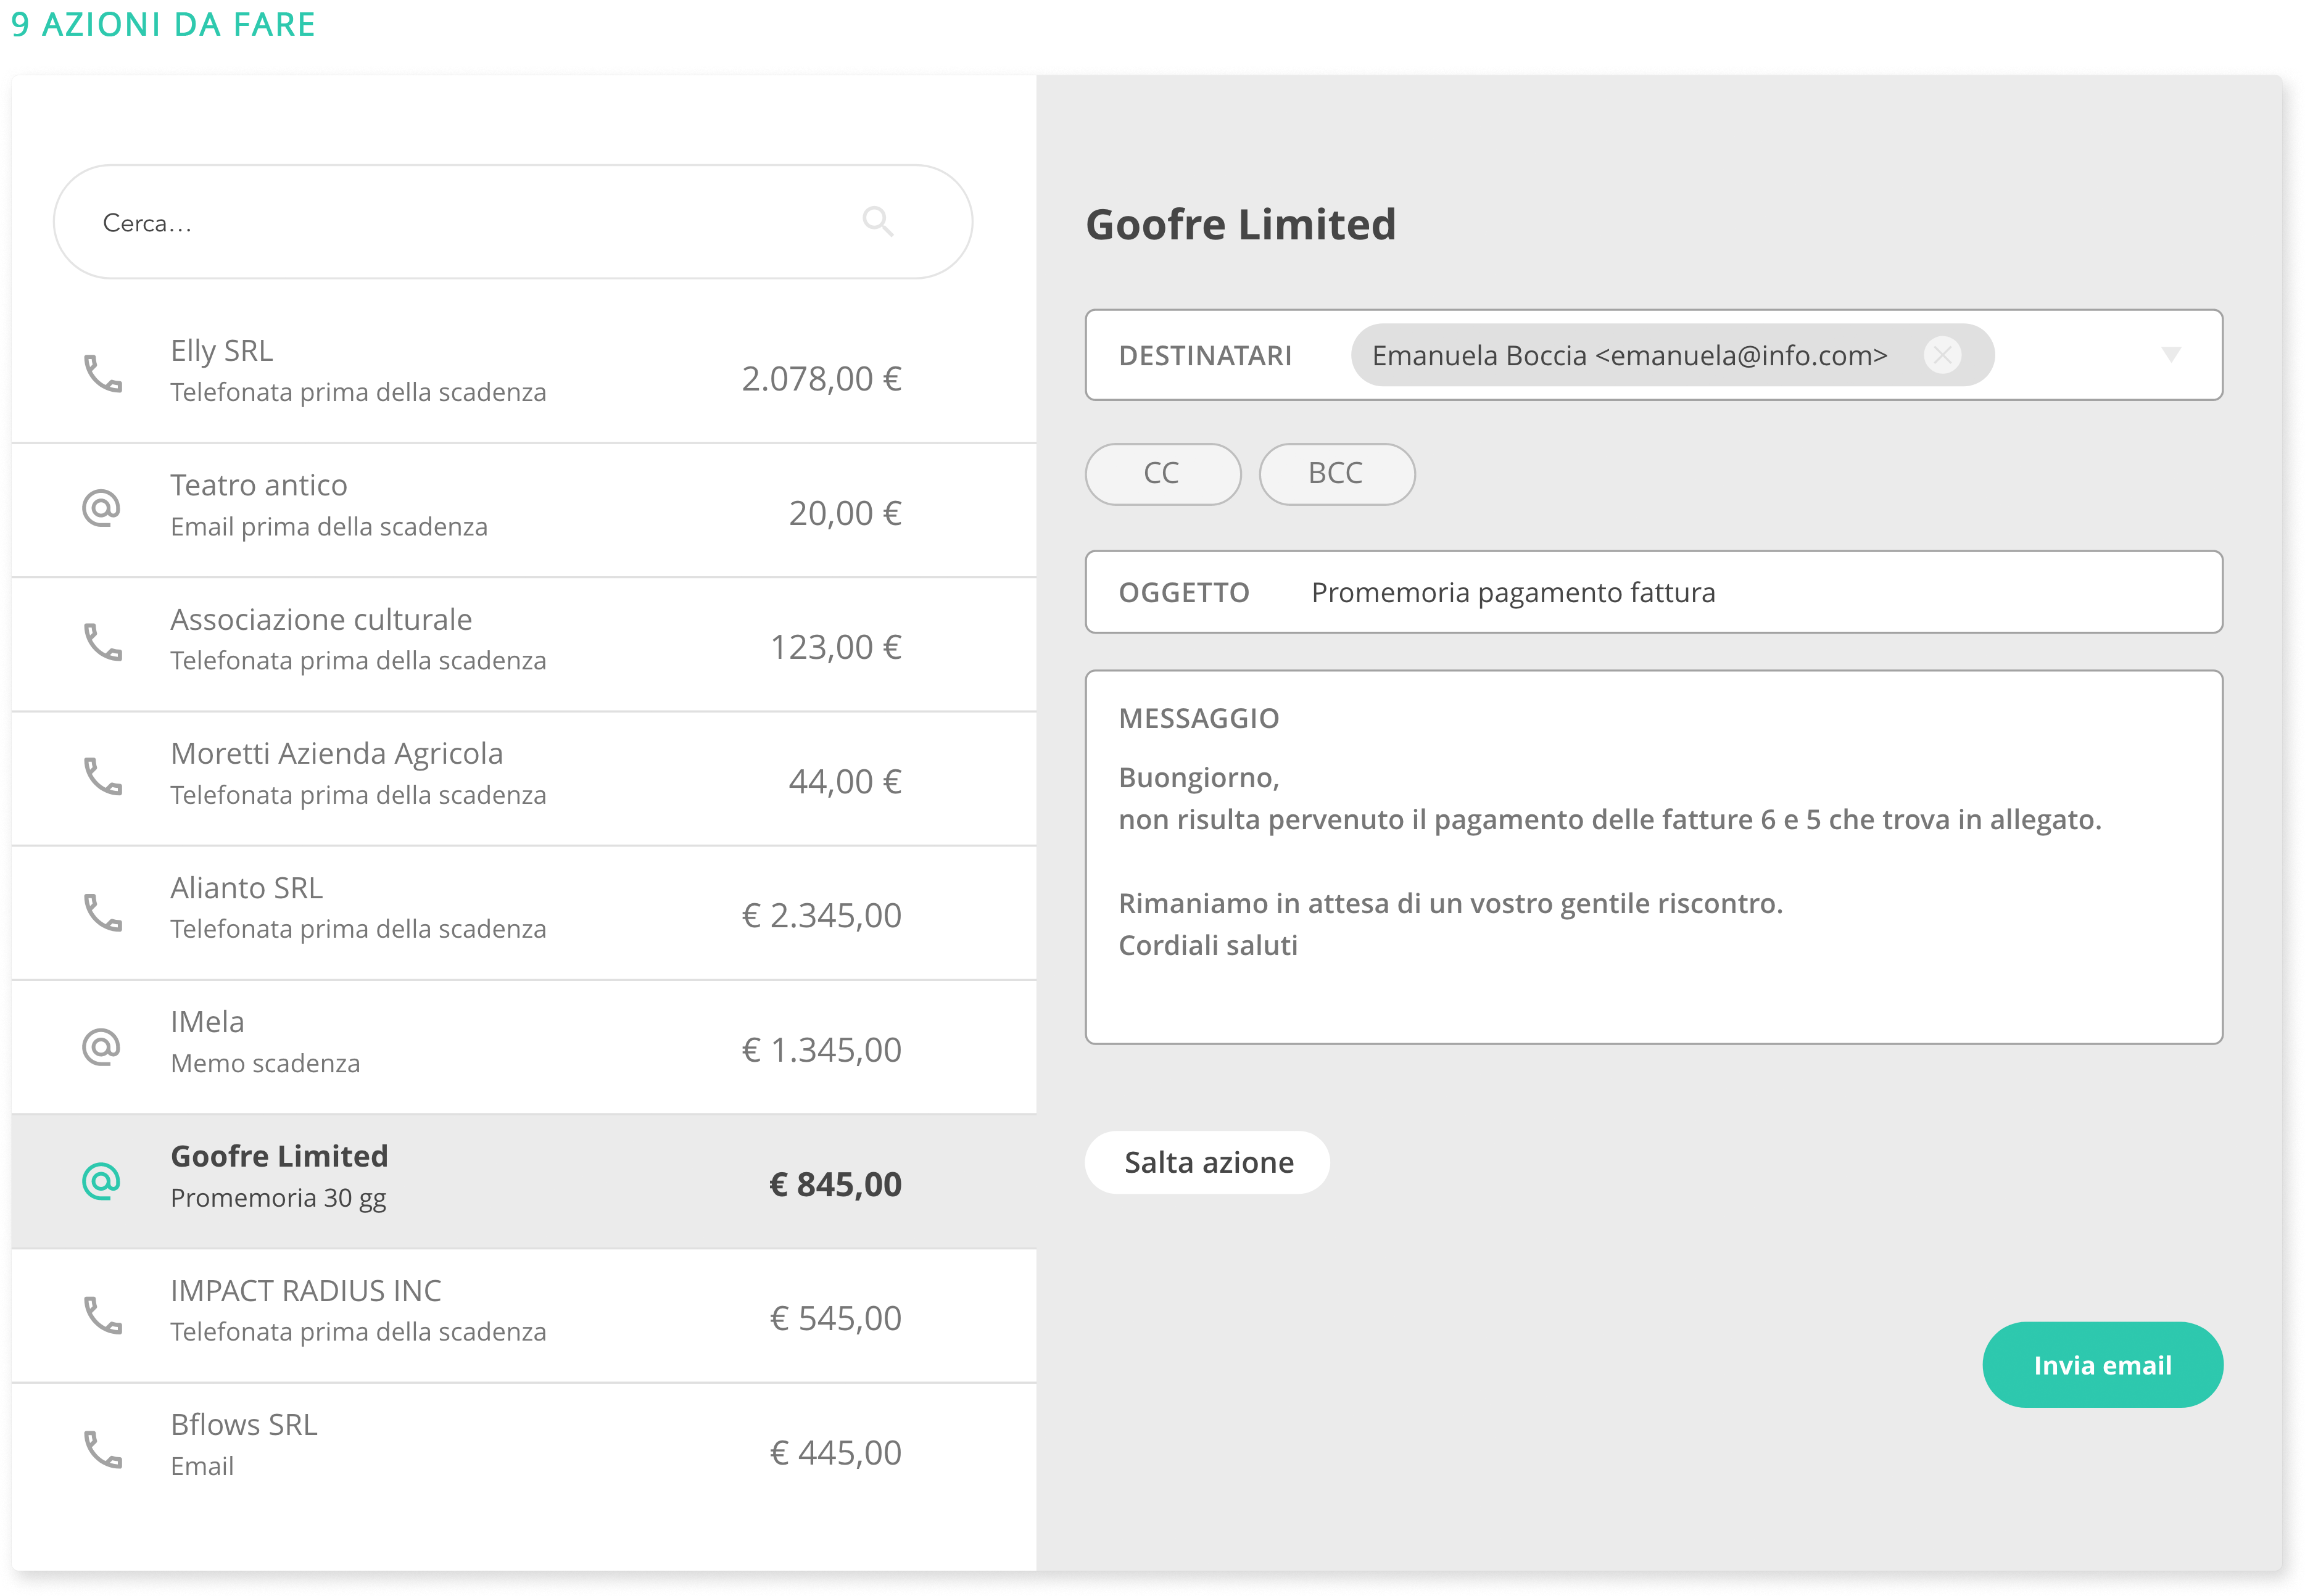 9 AZIONI DA FARE
Cerca...
Elly SRL
Telefonata prima della scadenza
2.078,00 €
Teatro antico
Email prima della scadenza
20,00 €
Associazione culturale
Telefonata prima della scadenza
123,00 €
Moretti Azienda Agricola
Telefonata prima della scadenza
44,00 €
Alianto SRL
Telefonata prima della scadenza
€ 2.345,00
IMela
Memo scadenza
€ 1.345,00
Goofre Limited
Promemoria 30 gg
€ 845,00
IMPACT RADIUS INC
Telefonata prima della scadenza
€ 545,00
Bflows SRL
Email
€ 445,00
Goofre Limited
DESTINATARI Emanuela Boccia <emanuela@info.com>
CC BCC
OGGETTO Promemoria pagamento fattura
MESSAGGIO
Buongiorno,
non risulta pervenuto il pagamento delle fatture 6 e 5 che trova in allegato.
Rimaniamo in attesa di un vostro gentile riscontro.
Cordiali saluti
Salta azione
Invia email